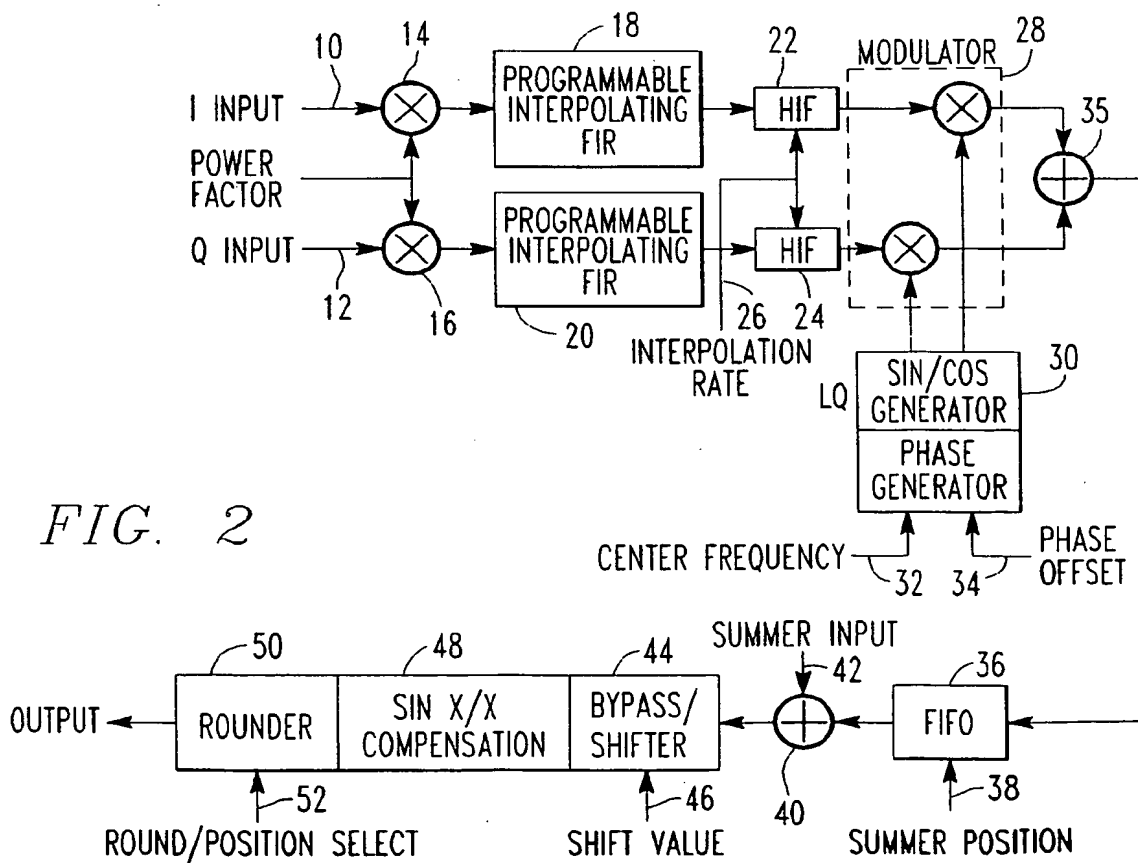 18
10
14
22
MODULATOR
28
I INPUT
PROGRAMMABLE
INTERPOLATING
FIR
HIF
35
POWER
FACTOR
Q INPUT
PROGRAMMABLE
INTERPOLATING
FIR
HIF
12
16
20
26
24
INTERPOLATION
RATE
LQ
SIN/COS
GENERATOR
30
PHASE
GENERATOR
FIG. 2
CENTER FREQUENCY
32
34
PHASE
OFFSET
SUMMER INPUT
50
48
44
42
36
OUTPUT
ROUNDER
SIN X/X
COMPENSATION
BYPASS/
SHIFTER
FIFO
52
46
40
38
ROUND/POSITION SELECT
SHIFT VALUE
SUMMER POSITION